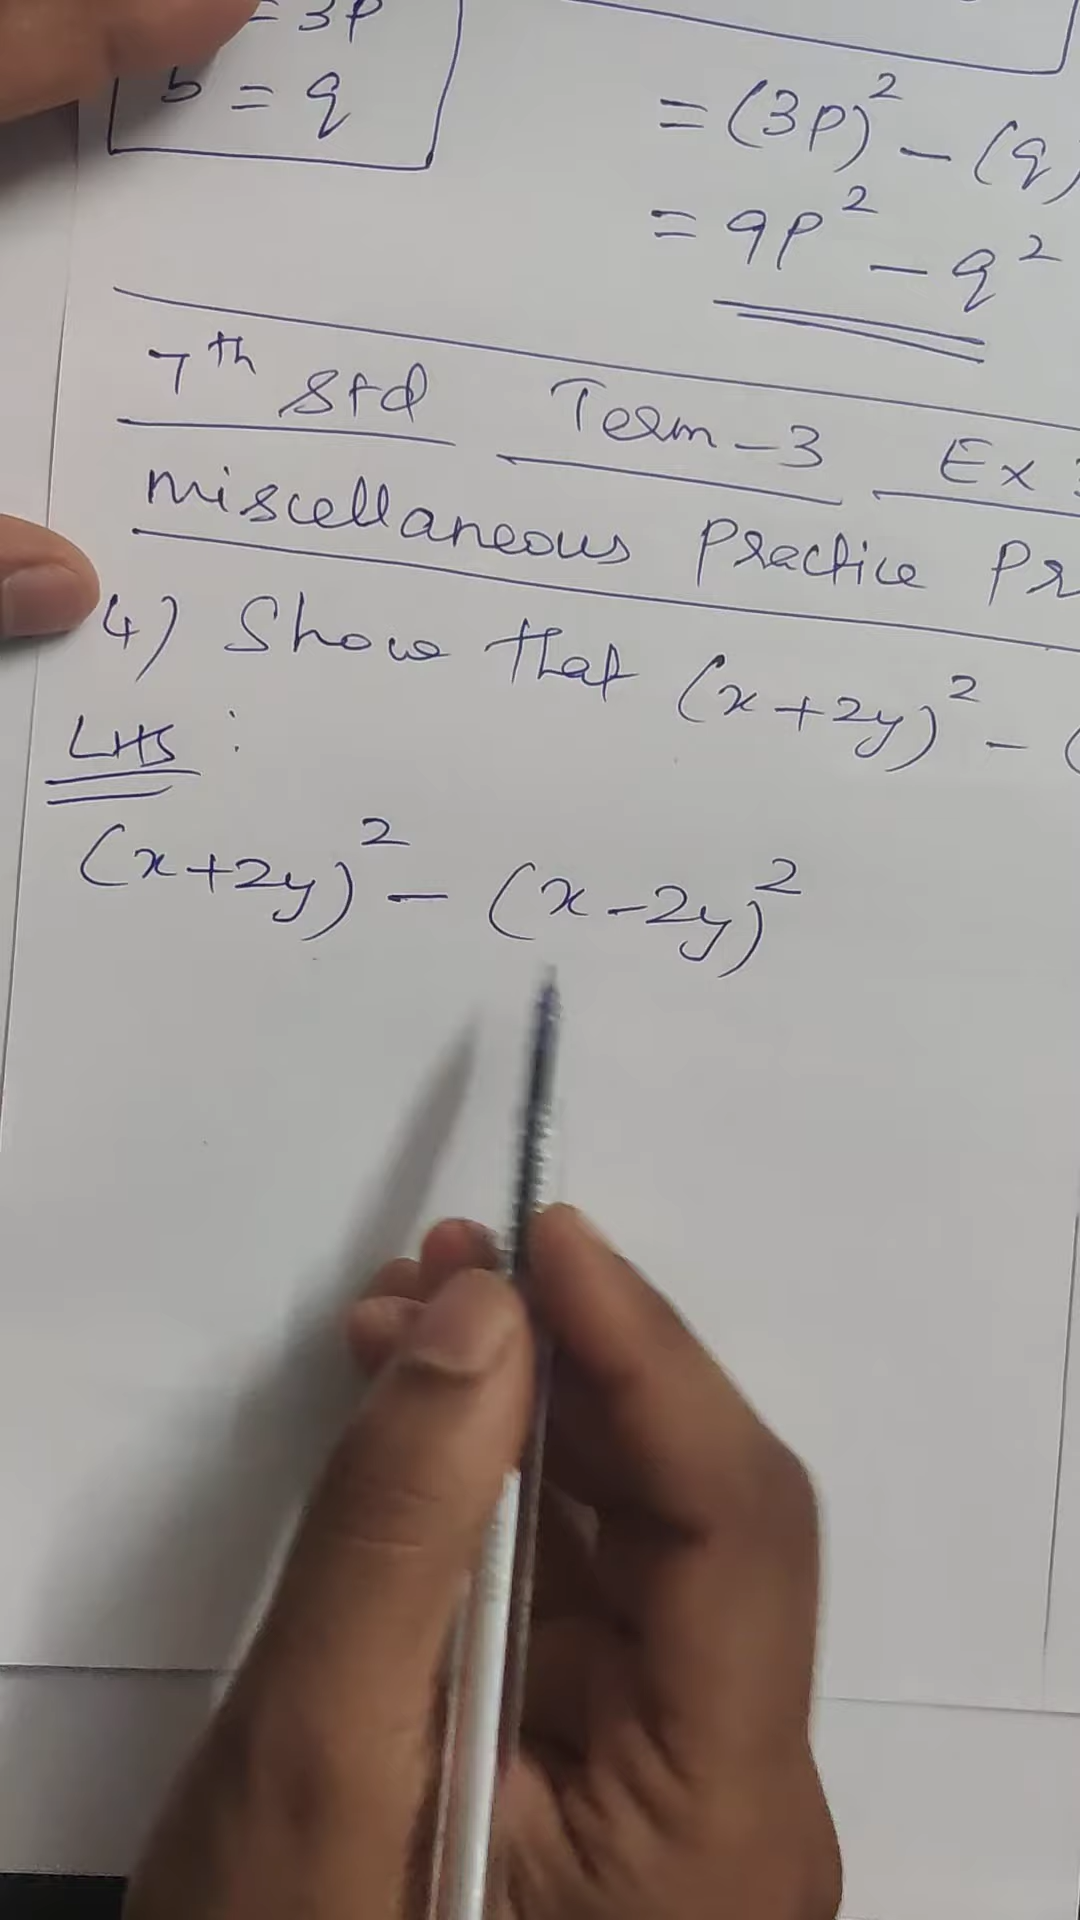 = 3p
b = q
= (3p)² - (q)
= 9p² - q²
7th Std Term-3 Ex
miscellaneous Practice Pr
4) Show that (x+2y)² - (
LHS :
(x+2y)² - (x-2y)²